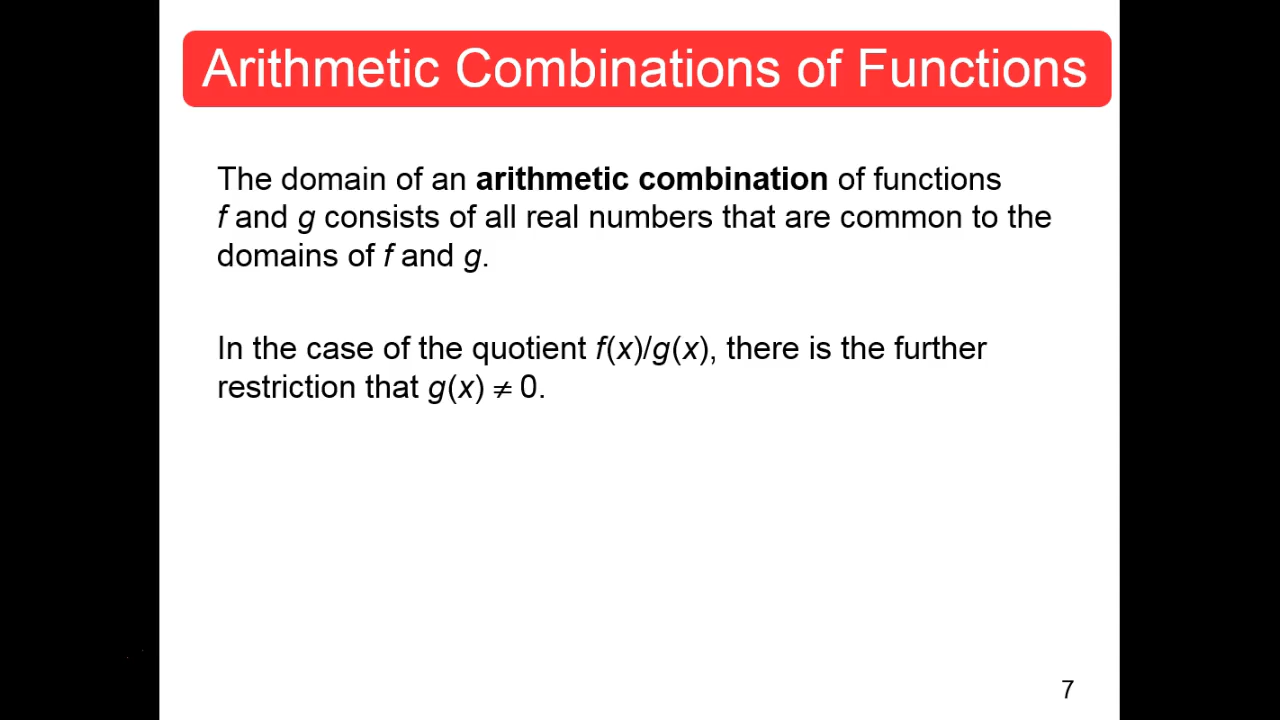 Arithmetic Combinations of Functions
The domain of an arithmetic combination of functions
f and g consists of all real numbers that are common to the
domains of f and g.
In the case of the quotient f(x)/g(x), there is the further
restriction that g(x) ≠ 0.
7